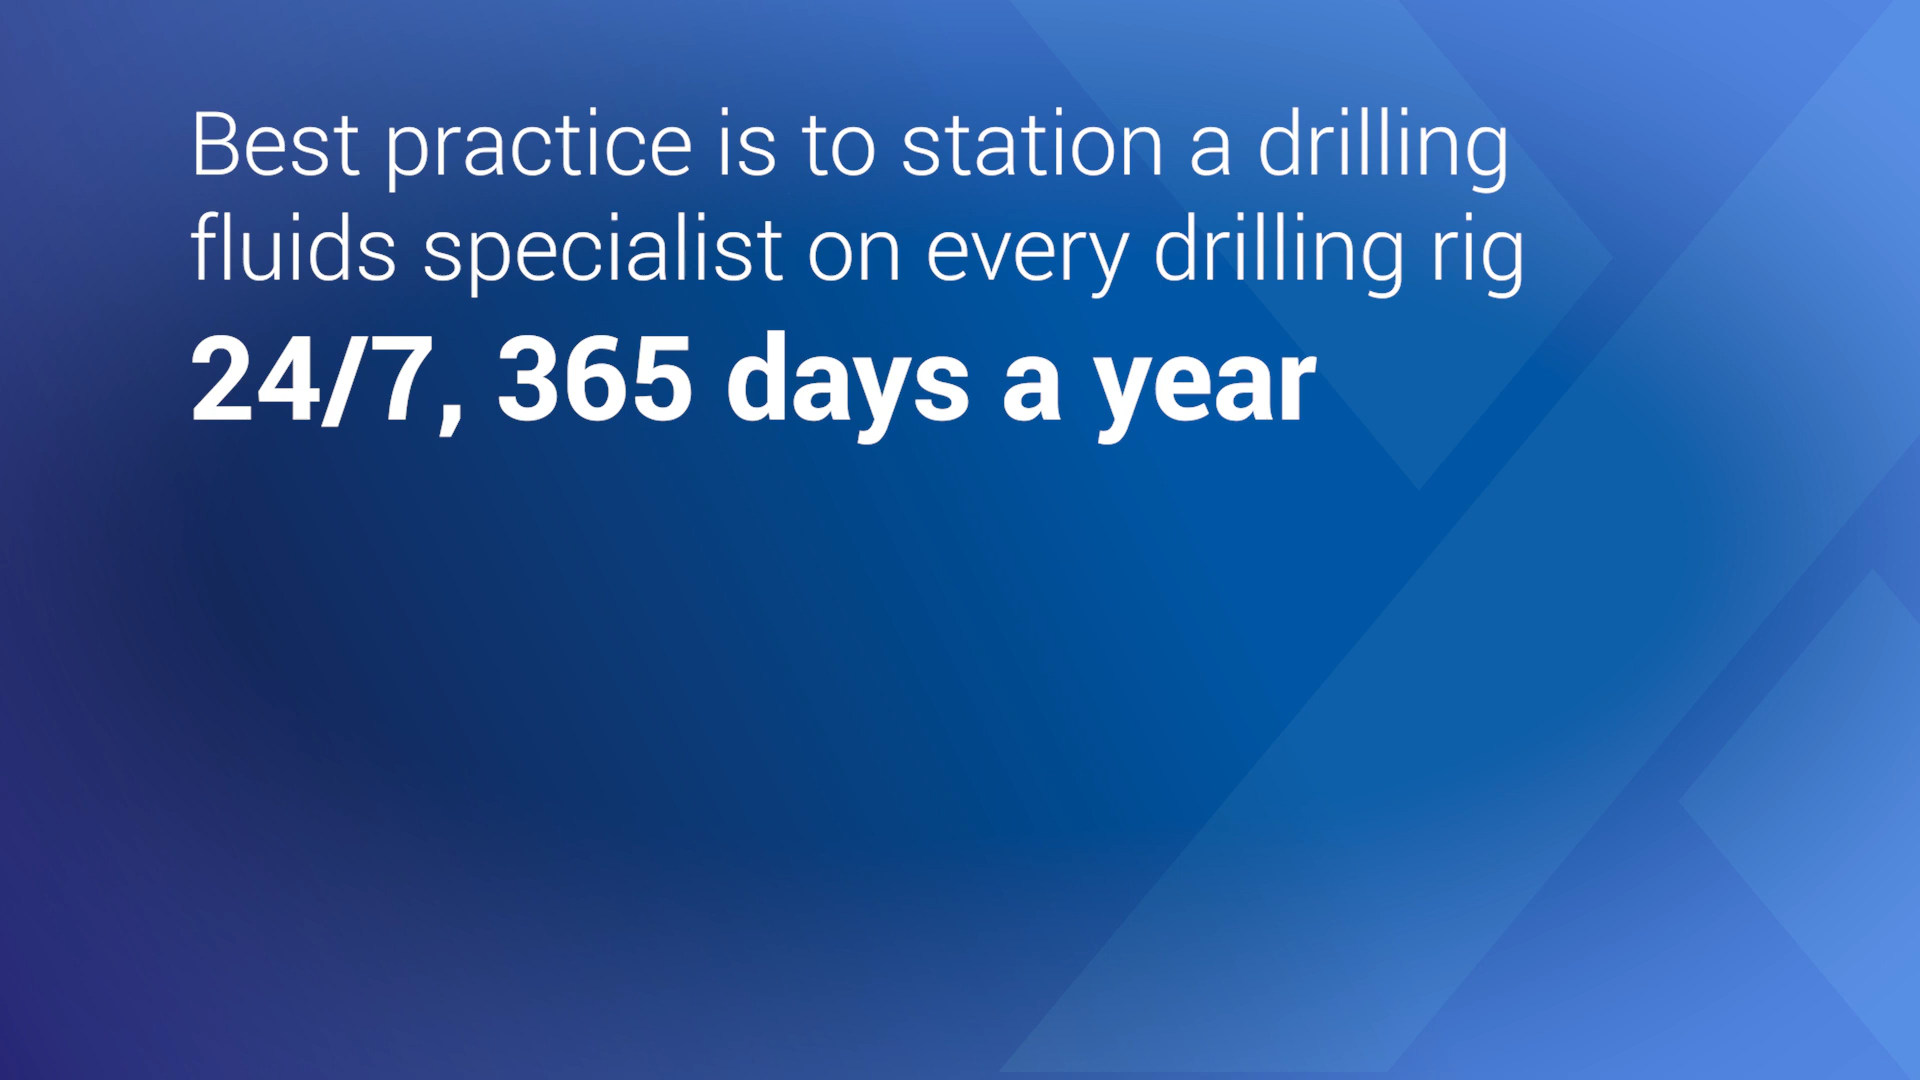 Best practice is to station a drilling
fluids specialist on every drilling rig
24/7, 365 days a year